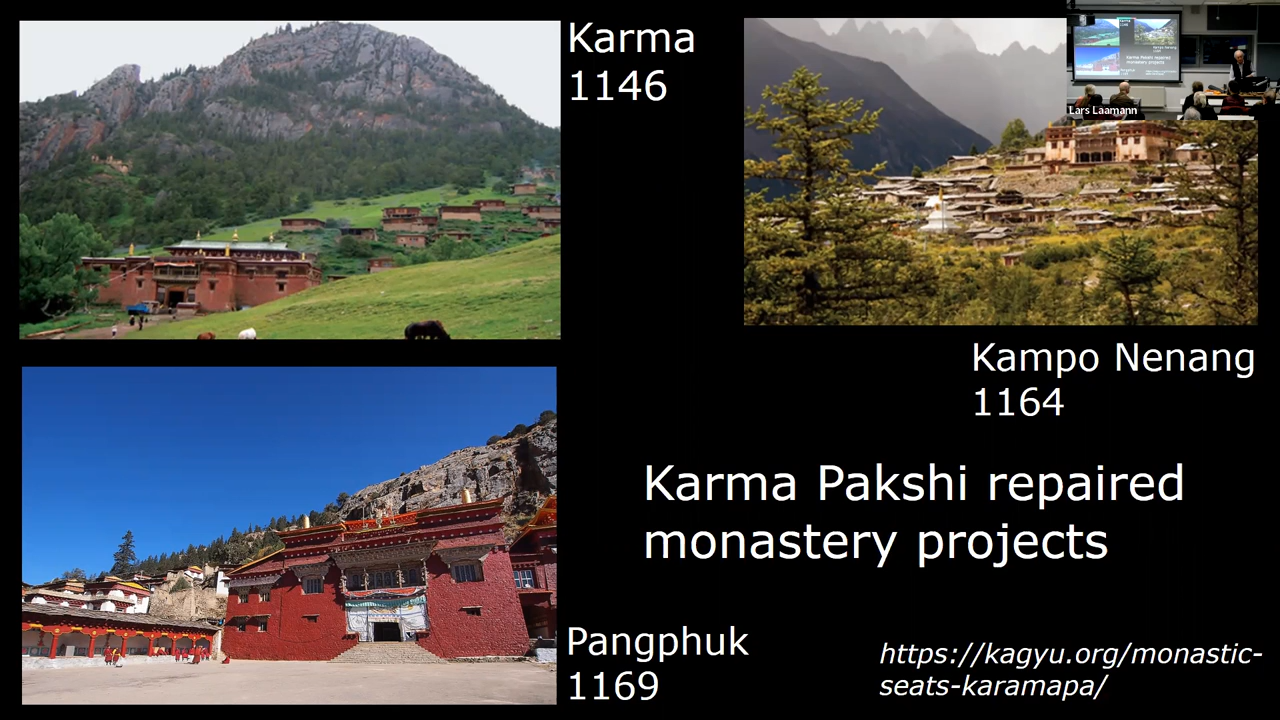 Karma
1146
Lars Laamann
Kampo Nenang
1164
Karma Pakshi repaired
monastery projects
Pangphuk
1169
https://kagyu.org/monastic-
seats-karamapa/